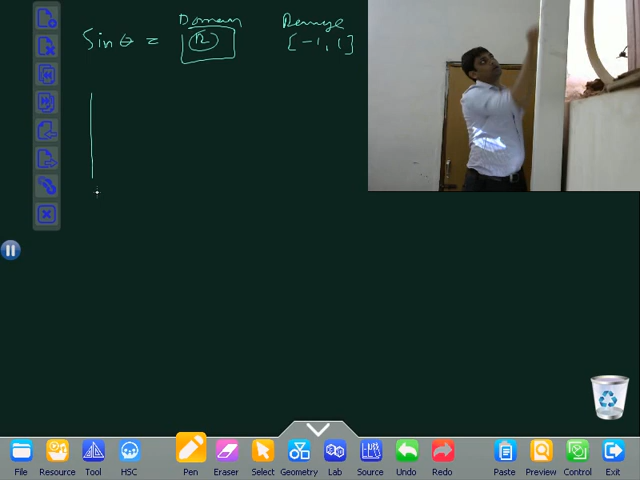 Domain Range
Sin θ = R [-1, 1]
File Resource Tool HSC Pen Eraser Select Geometry Lab Source Undo Redo Paste Preview Control Insert Exit